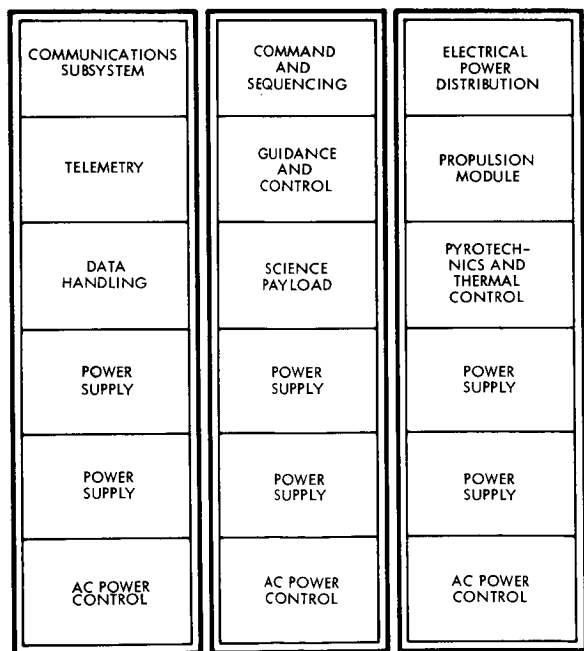 COMMUNICATIONS
SUBSYSTEM
TELEMETRY
DATA
HANDLING
POWER
SUPPLY
POWER
SUPPLY
AC POWER
CONTROL
COMMAND
AND
SEQUENCING
GUIDANCE
AND
CONTROL
SCIENCE
PAYLOAD
POWER
SUPPLY
POWER
SUPPLY
AC POWER
CONTROL
ELECTRICAL
POWER
DISTRIBUTION
PROPULSION
MODULE
PYROTECH-
NICS AND
THERMAL
CONTROL
POWER
SUPPLY
POWER
SUPPLY
AC POWER
CONTROL